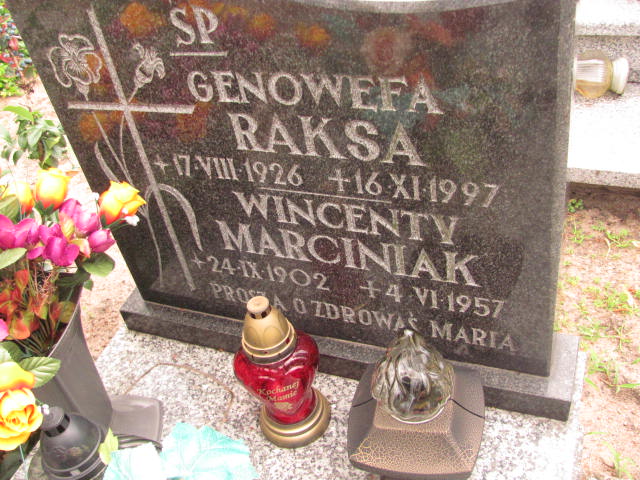 SP
GENOWEFA
RAKSA
+17·VIII·1926 +16·XI·1997
WINCENTY
MARCINIAK
+24·IX·1902 +4·VI·1957
PROSZĄ O ZDROWAŚ MARIA
Kochanej
Mamie